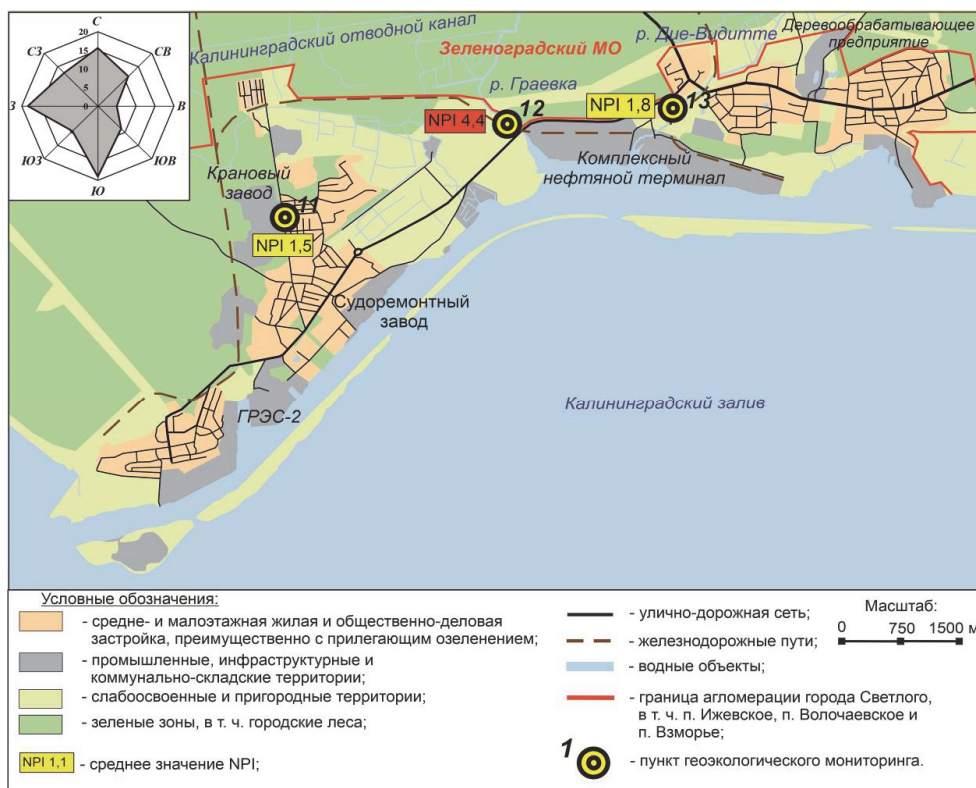 С
20
СЗ
15
СВ
10
5
З
0
В
ЮЗ
ЮВ
Ю
Калининградский отводной канал
Зеленоградский МО
р. Дие-Видитте
Деревообрабатывающее
предприятие
р. Граевка
NPI 4,4
12
NPI 1,8
13
Крановый
завод
11
NPI 1,5
Комплексный
нефтяной терминал
Судоремонтный
завод
ГРЭС-2
Калининградский залив
Условные обозначения:
- средне- и малоэтажная жилая и общественно-деловая
застройка, преимущественно с прилегающим озеленением;
- промышленные, инфраструктурные и
коммунально-складские территории;
- слабоосвоенные и пригородные территории;
- зеленые зоны, в т. ч. городские леса;
NPI 1,1 - среднее значение NPI;
- улично-дорожная сеть;
- железнодорожные пути;
- водные объекты;
- граница агломерации города Светлого,
в т. ч. п. Ижевское, п. Волочаевское и
п. Взморье;
1 - пункт геоэкологического мониторинга.
Масштаб:
0 750 1500 м